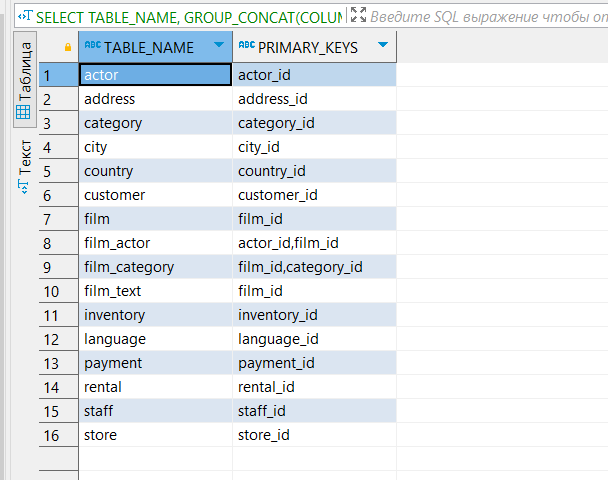 SELECT TABLE_NAME, GROUP_CONCAT(COLUM Введите SQL выражение чтобы от
Таблица
Текст
ABC TABLE_NAME ABC PRIMARY_KEYS
1 actor actor_id
2 address address_id
3 category category_id
4 city city_id
5 country country_id
6 customer customer_id
7 film film_id
8 film_actor actor_id,film_id
9 film_category film_id,category_id
10 film_text film_id
11 inventory inventory_id
12 language language_id
13 payment payment_id
14 rental rental_id
15 staff staff_id
16 store store_id